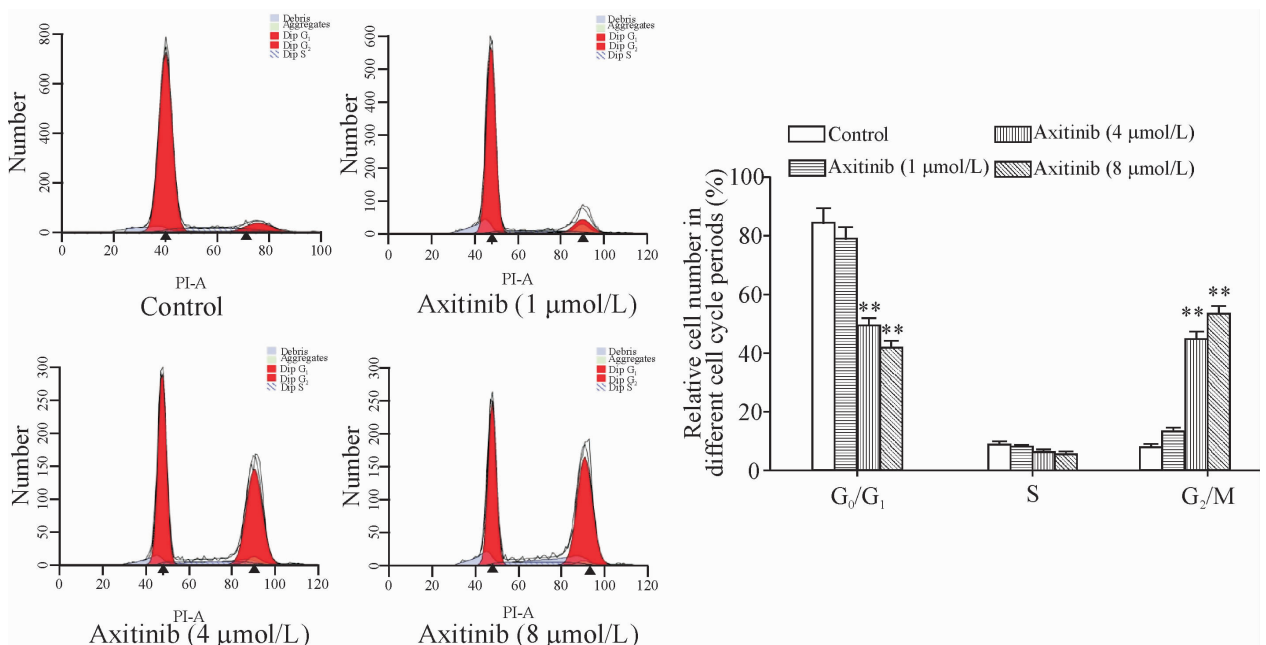 Debris
Aggregates
Dip G₁
Dip G₂
Dip S
800
600
400
200
0
Number
0 20 40 60 80 100
PI-A
Control
Debris
Aggregates
Dip G₁
Dip G₂
Dip S
600
500
400
300
200
100
0
Number
0 20 40 60 80 100 120
PI-A
Axitinib (1 μmol/L)
Debris
Aggregates
Dip G₁
Dip G₂
Dip S
300
250
200
150
100
50
0
Number
0 20 40 60 80 100 120
PI-A
Axitinib (4 μmol/L)
Debris
Aggregates
Dip G₁
Dip G₂
Dip S
300
250
200
150
100
50
0
Number
0 20 40 60 80 100 120
PI-A
Axitinib (8 μmol/L)
Control
Axitinib (1 μmol/L)
Axitinib (4 μmol/L)
Axitinib (8 μmol/L)
Relative cell number in
different cell cycle periods (%)
100
80
60
40
20
0
**
**
**
**
G₀/G₁ S G₂/M